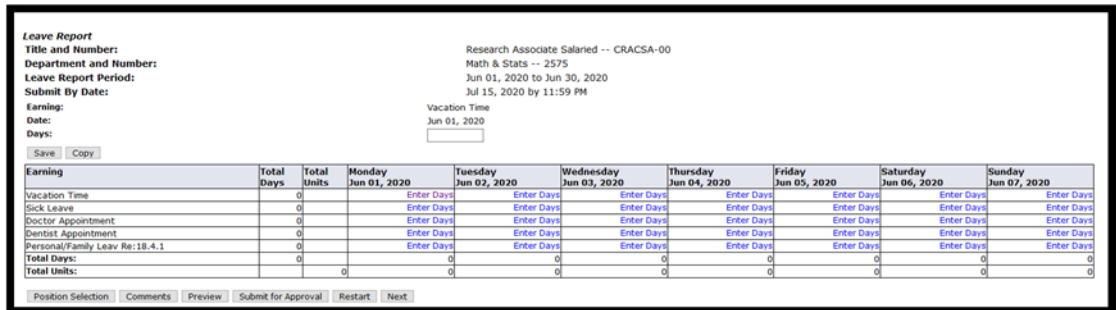 Leave Report
Title and Number: Research Associate Salaried -- CRACSA-00
Department and Number: Math & Stats -- 2575
Leave Report Period: Jun 01, 2020 to Jun 30, 2020
Submit By Date: Jul 15, 2020 by 11:59 PM
Earning: Vacation Time
Date: Jun 01, 2020
Days:
Save Copy
Earning Total Total Monday Tuesday Wednesday Thursday Friday Saturday Sunday
Days Units Jun 01, 2020 Jun 02, 2020 Jun 03, 2020 Jun 04, 2020 Jun 05, 2020 Jun 06, 2020 Jun 07, 2020
Vacation Time 0 Enter Days Enter Days Enter Days Enter Days Enter Days Enter Days Enter Days
Sick Leave 0 Enter Days Enter Days Enter Days Enter Days Enter Days Enter Days Enter Days
Doctor Appointment 0 Enter Days Enter Days Enter Days Enter Days Enter Days Enter Days Enter Days
Dentist Appointment 0 Enter Days Enter Days Enter Days Enter Days Enter Days Enter Days Enter Days
Personal/Family Leav Re:18.4.1 0 Enter Days Enter Days Enter Days Enter Days Enter Days Enter Days Enter Days
Total Days: 0 0 0 0 0 0 0 0
Total Units: 0 0 0 0 0 0 0 0
Position Selection Comments Preview Submit for Approval Restart Next